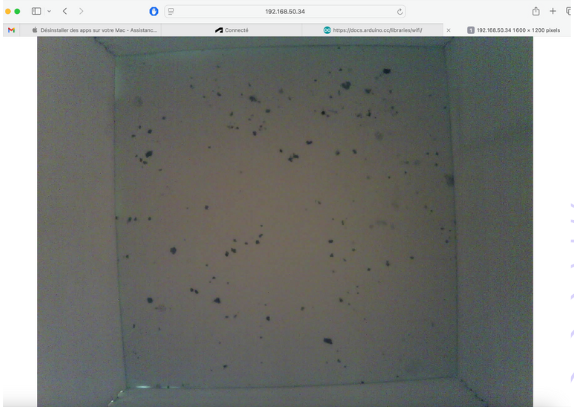 192.168.50.34
Désinstaller des apps sur votre Mac - Assistanc...
Connecté
https://docs.arduino.cc/libraries/wifi/
192.168.50.34 1600 × 1200 pixels